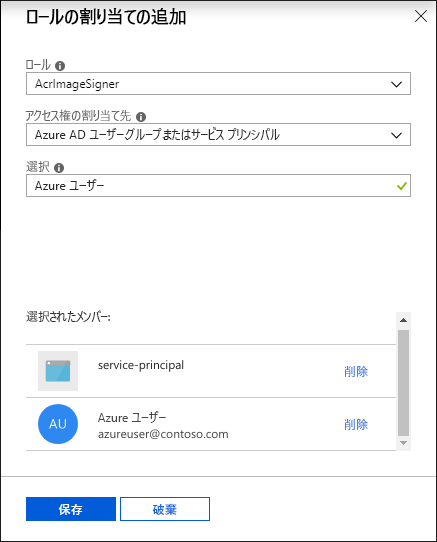 ロールの割り当ての追加
ロール
AcrImageSigner
アクセス権の割り当て先
Azure AD ユーザーグループまたはサービス プリンシパル
選択
Azure ユーザー
選択されたメンバー:
service-principal
削除
AU
Azure ユーザー
azureuser@contoso.com
削除
保存
破棄